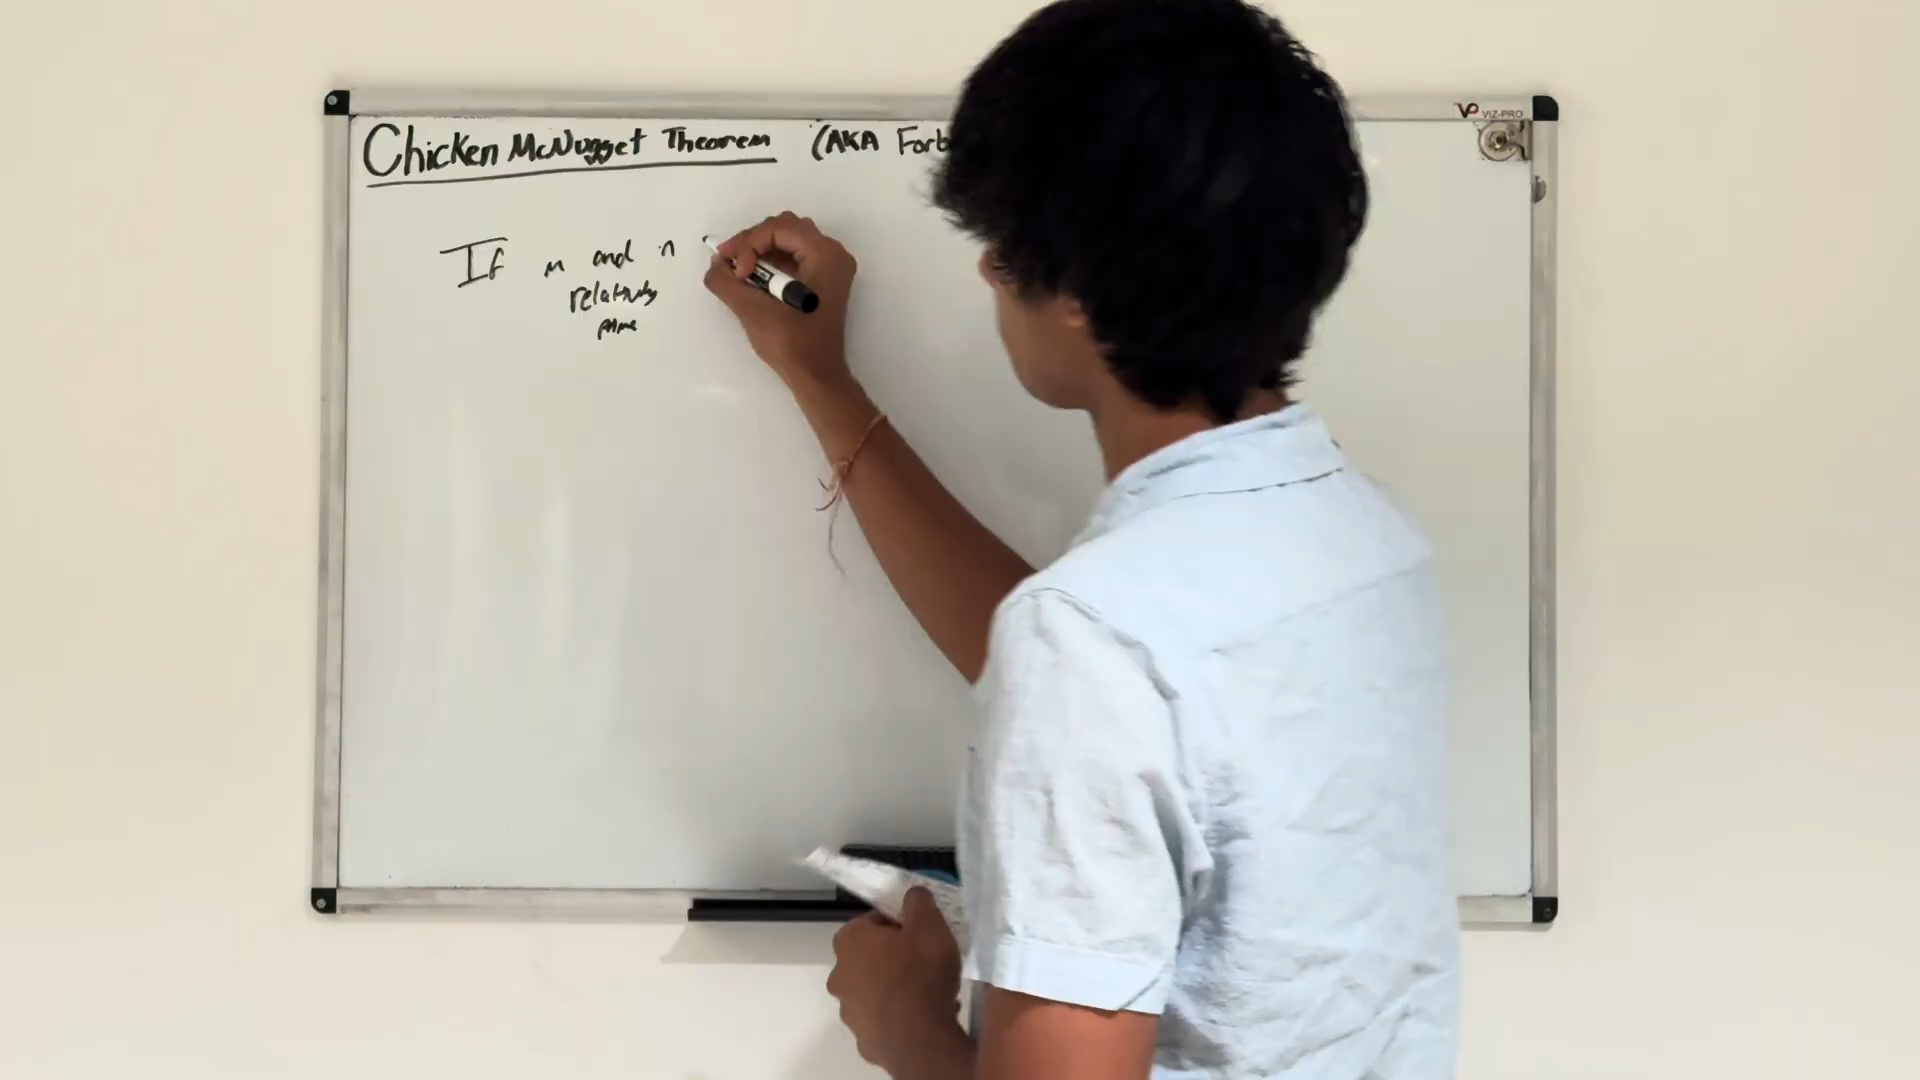 Chicken McNugget Theorem (AKA Forb
If m and n
relatively
prime
VIZ-PRO